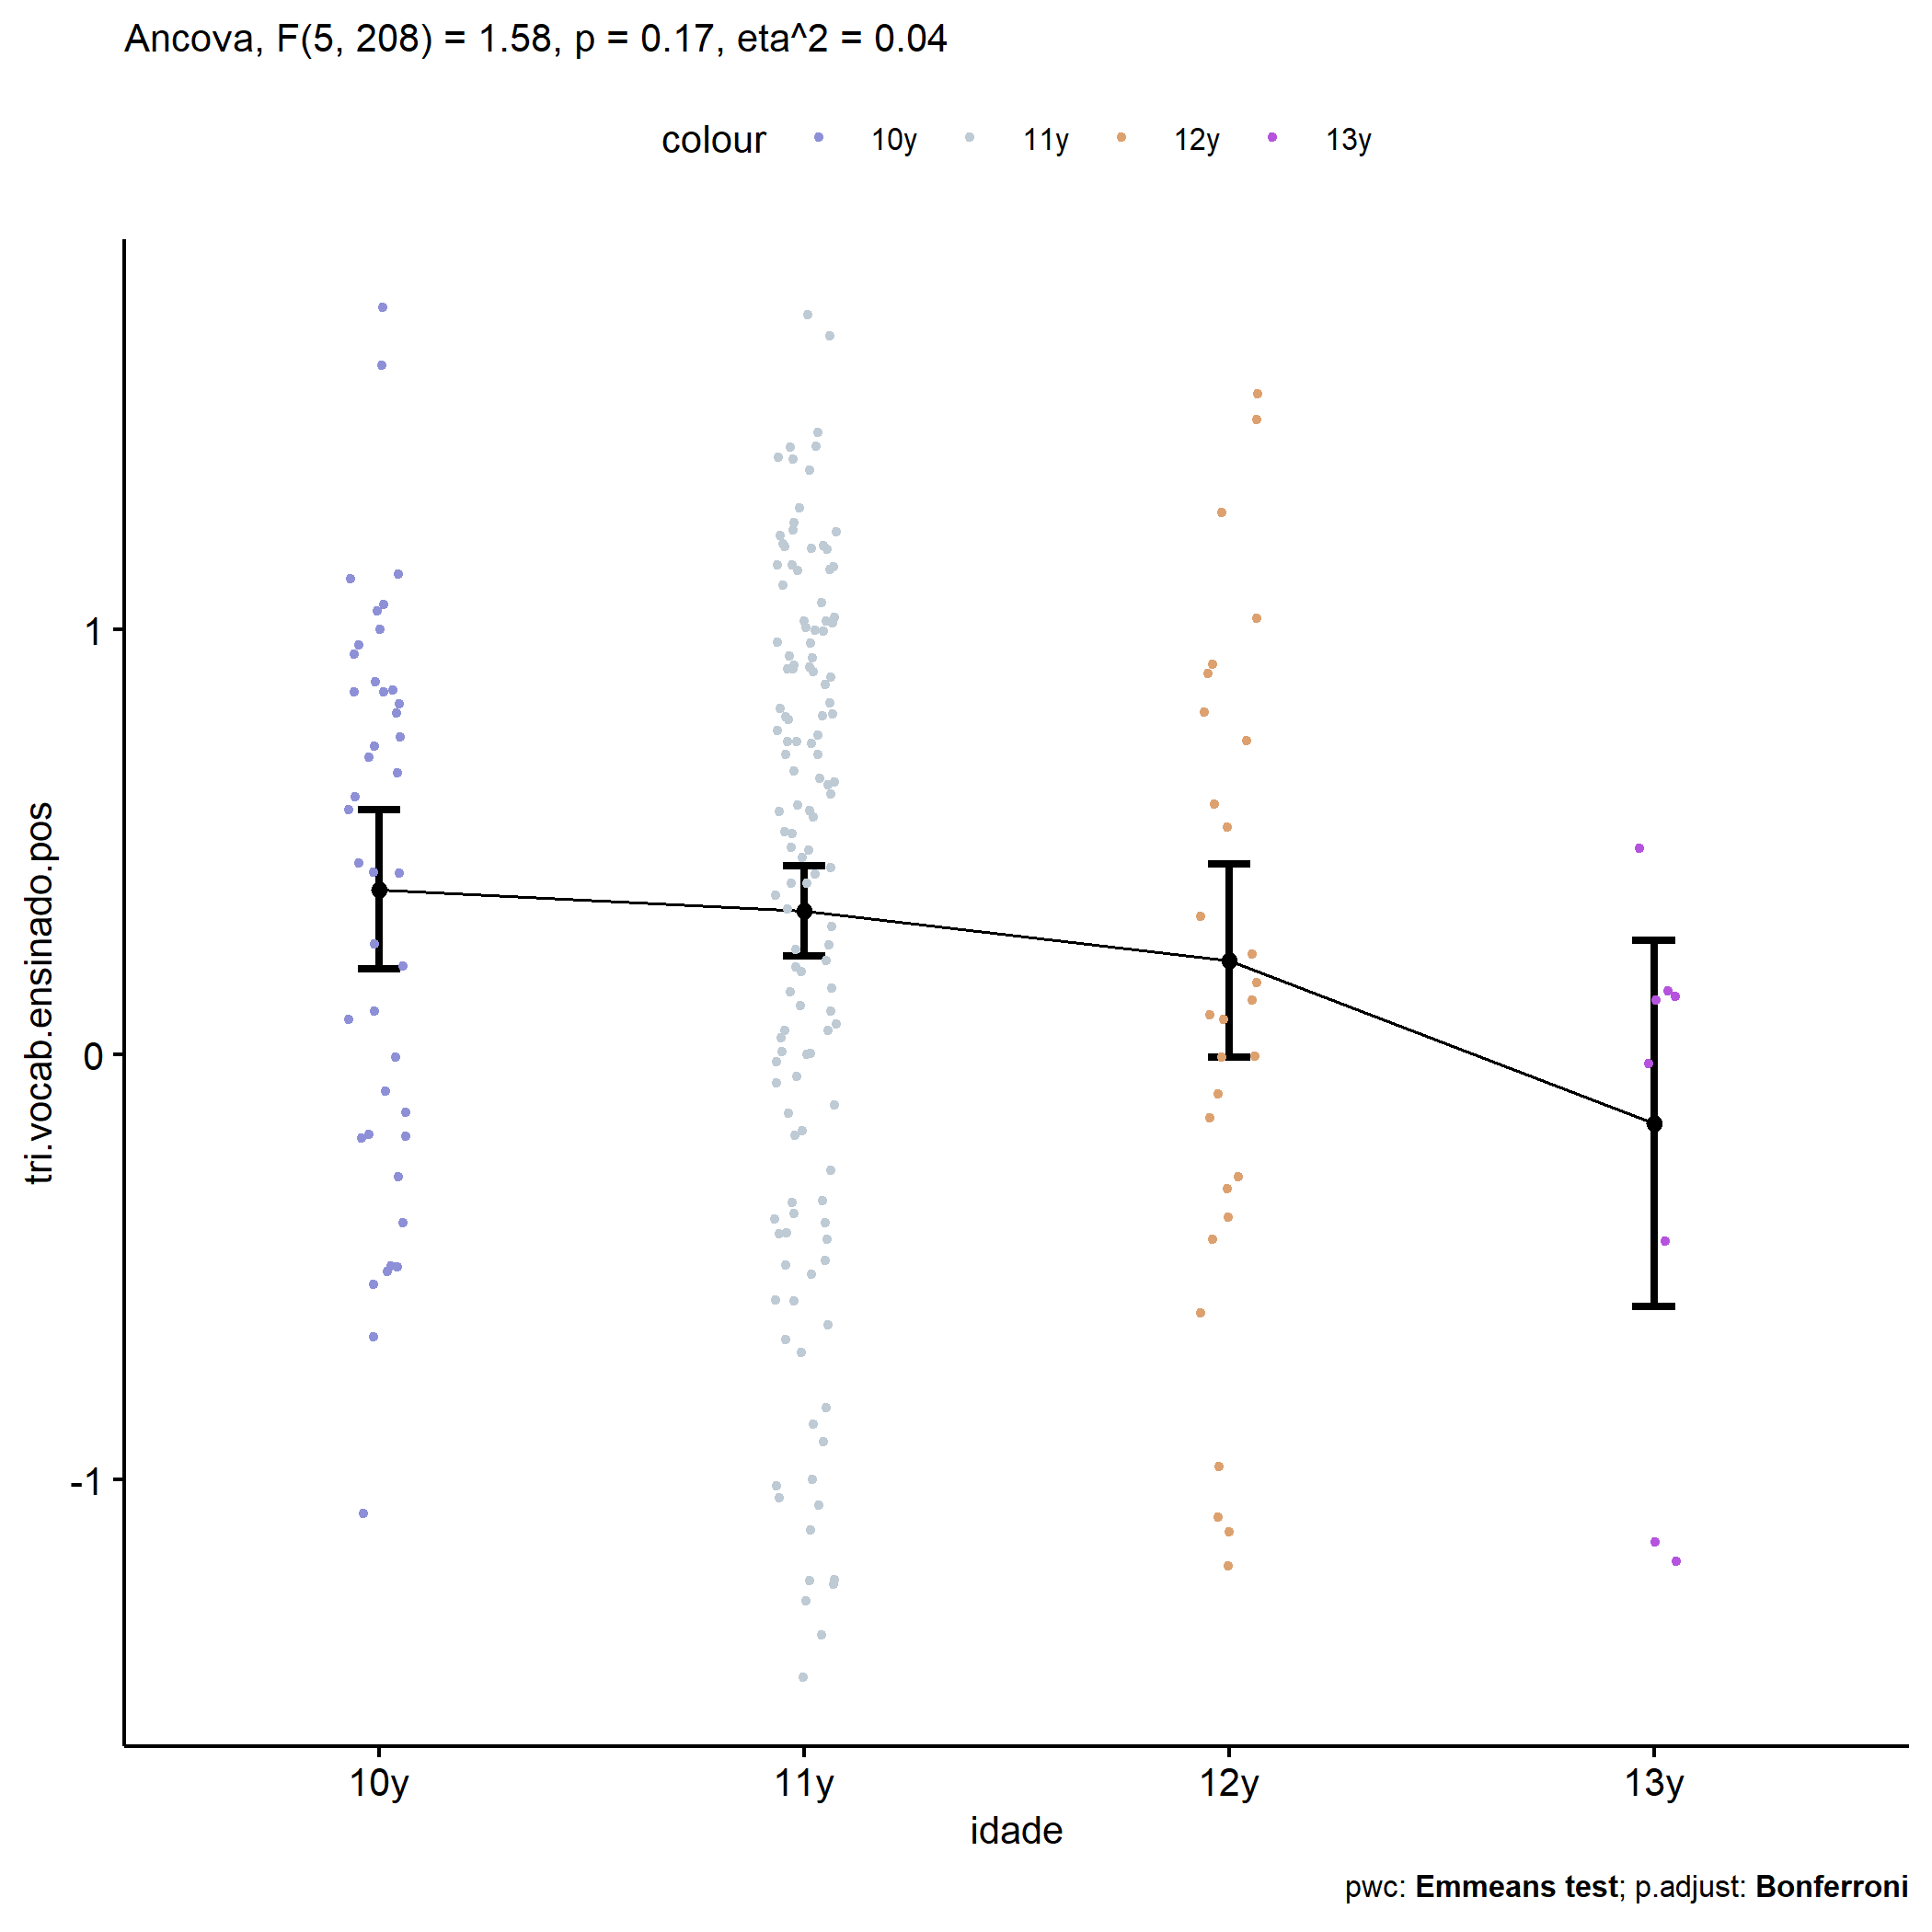 Ancova, F(5, 208) = 1.58, p = 0.17, eta^2 = 0.04
colour 10y 11y 12y 13y
tri.vocab.ensinado.pos
1
0
-1
10y 11y 12y 13y
idade
pwc: Emmeans test; p.adjust: Bonferroni